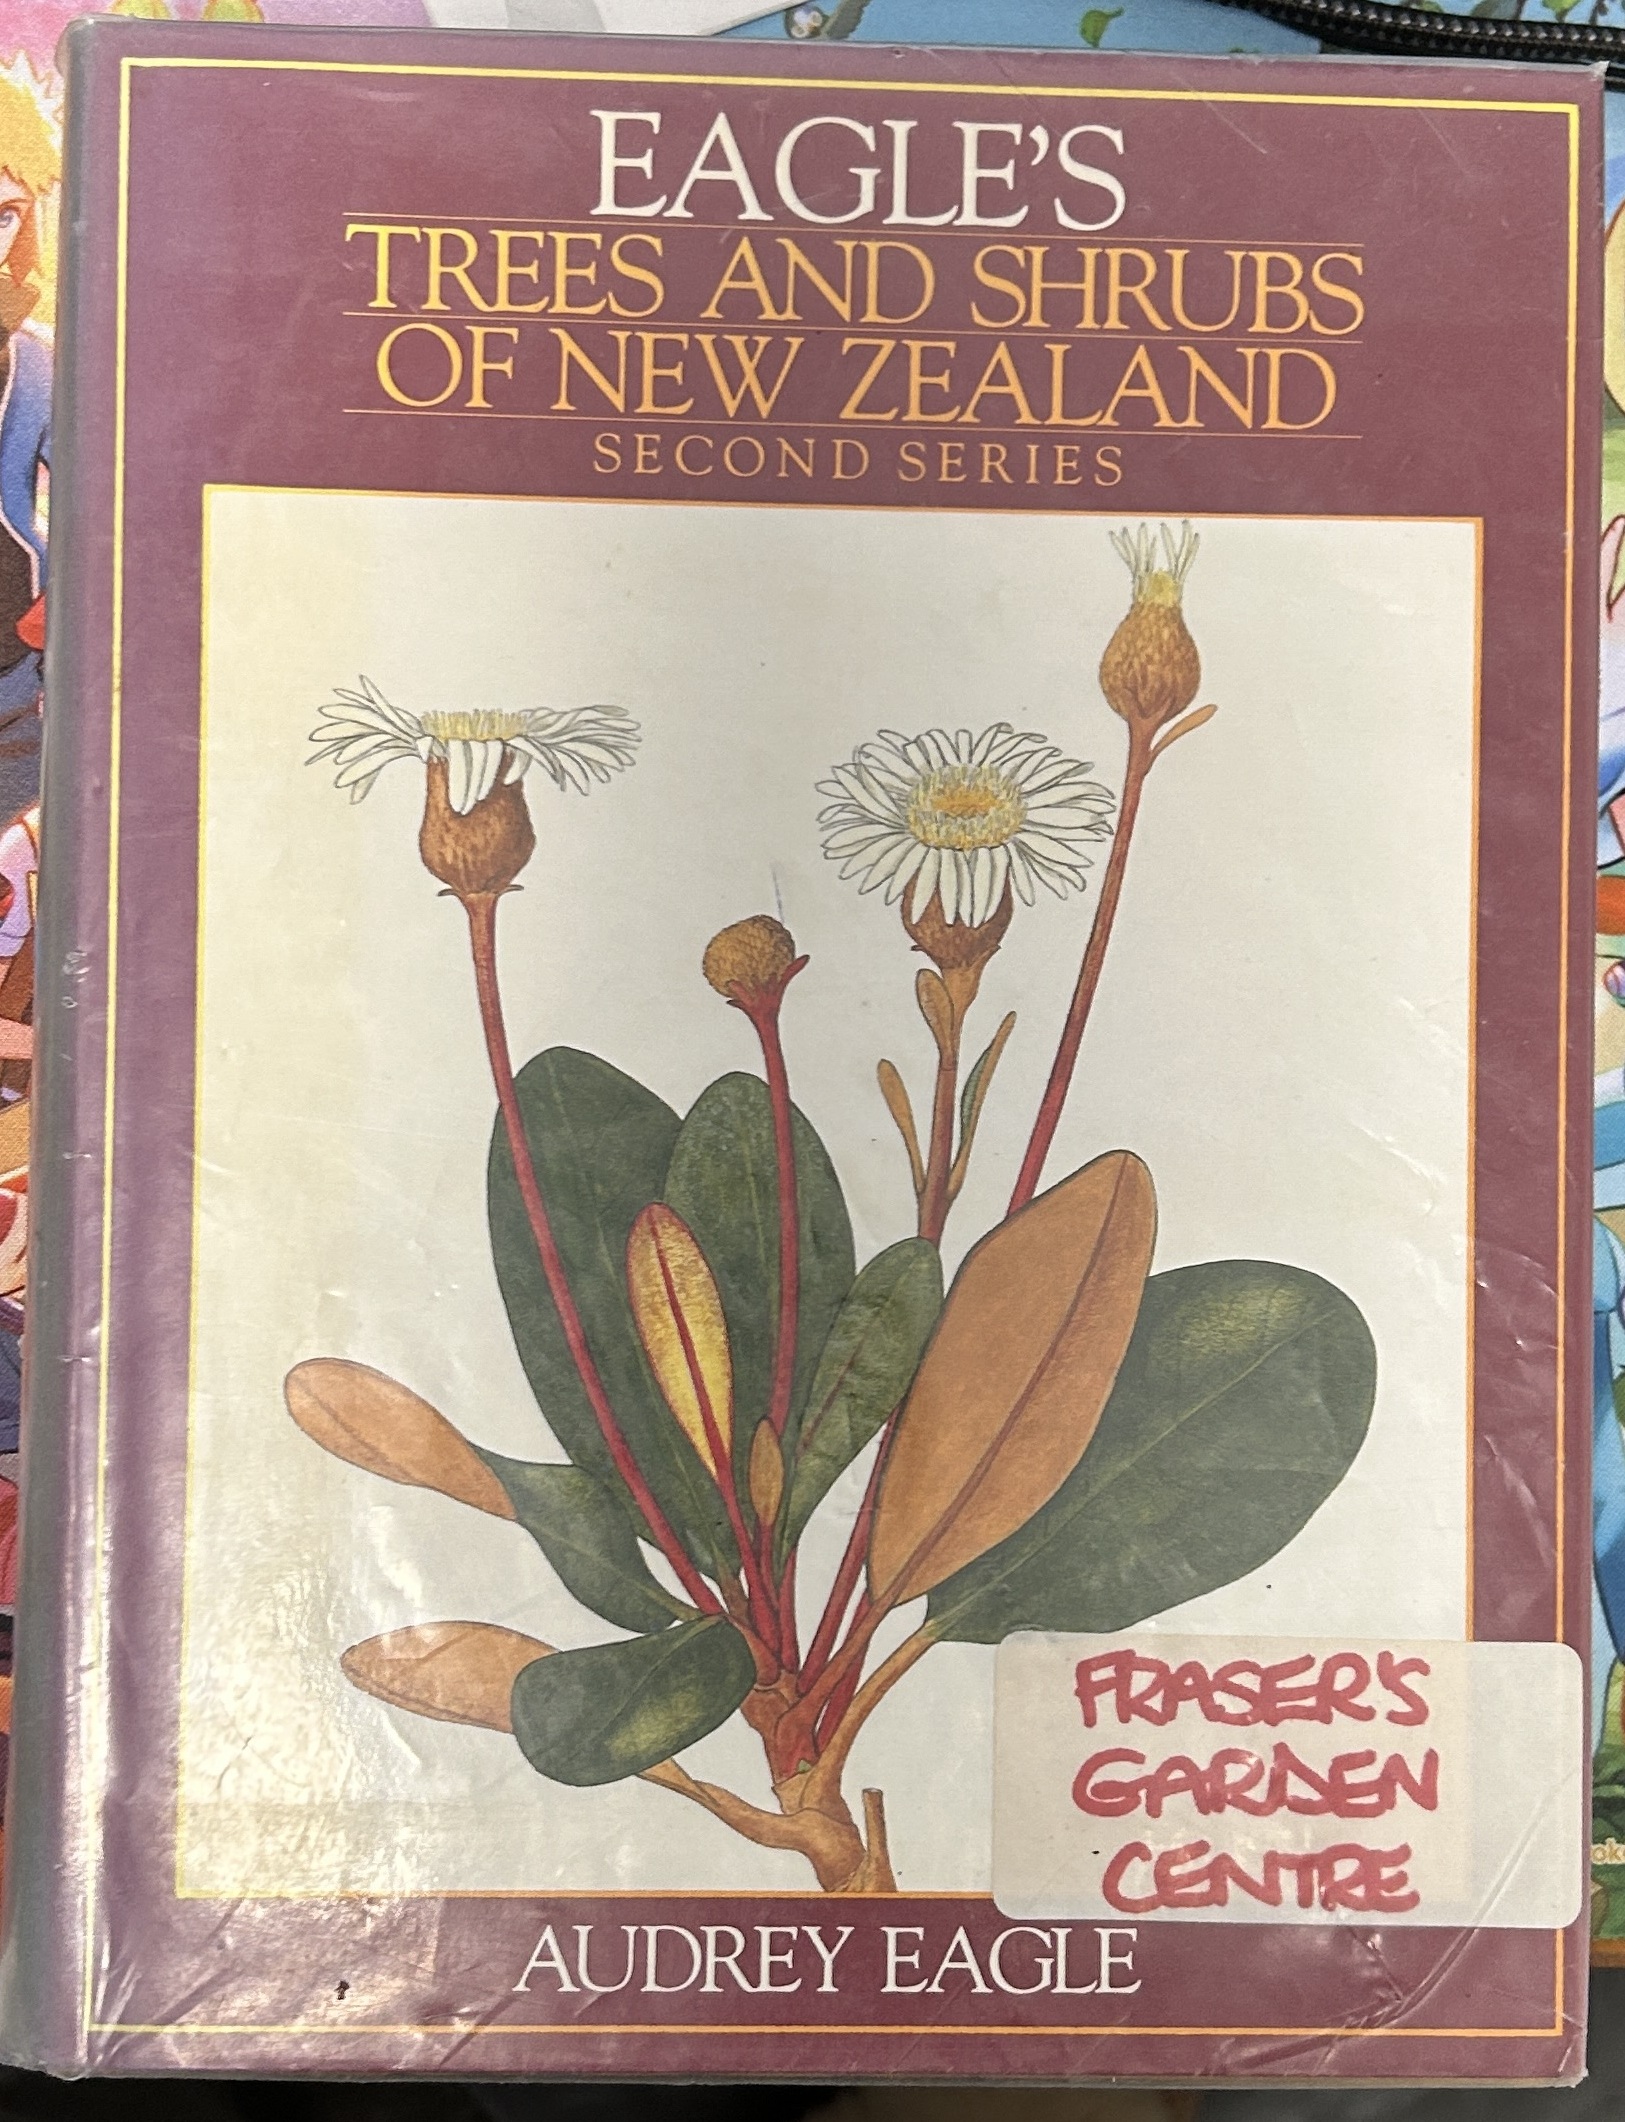 EAGLE'S
TREES AND SHRUBS
OF NEW ZEALAND
SECOND SERIES
FRASER'S
GARDEN
CENTRE
AUDREY EAGLE